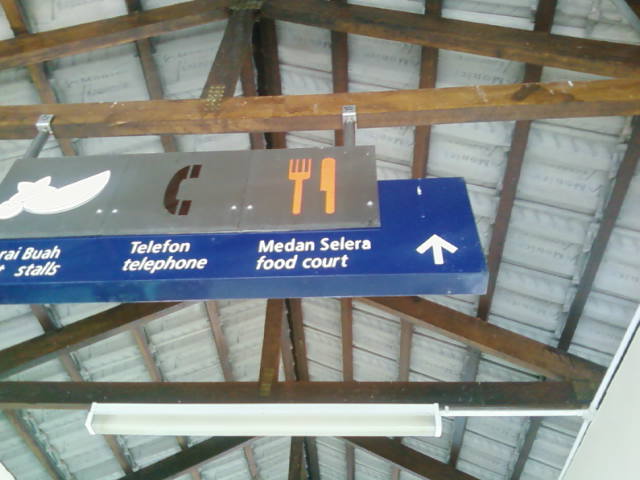 rai Buah
stalls
Telefon
telephone
Medan Selera
food court